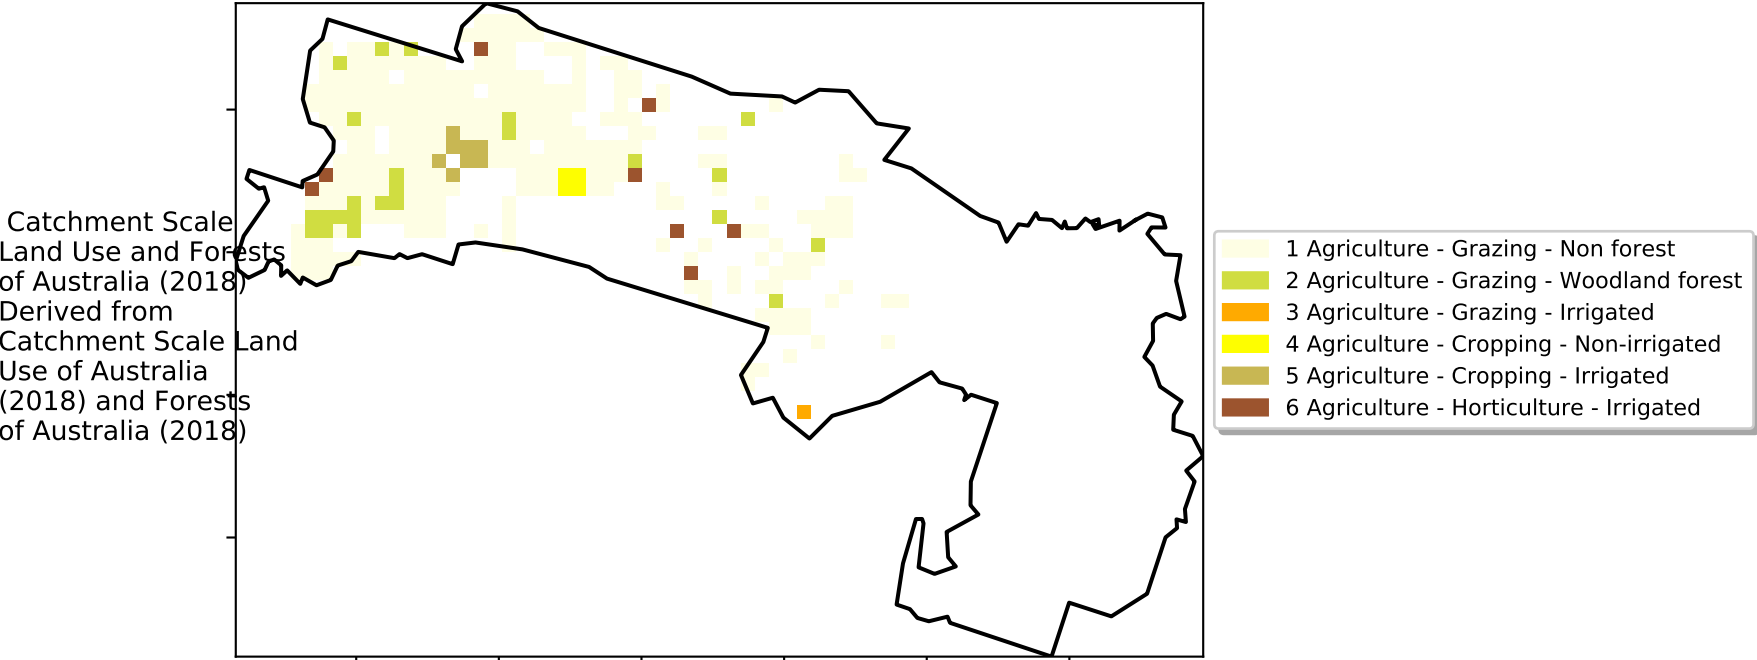 Catchment Scale
Land Use and Forests
of Australia (2018)
Derived from
Catchment Scale Land
Use of Australia
(2018) and Forests
of Australia (2018)
1 Agriculture - Grazing - Non forest
2 Agriculture - Grazing - Woodland forest
3 Agriculture - Grazing - Irrigated
4 Agriculture - Cropping - Non-irrigated
5 Agriculture - Cropping - Irrigated
6 Agriculture - Horticulture - Irrigated